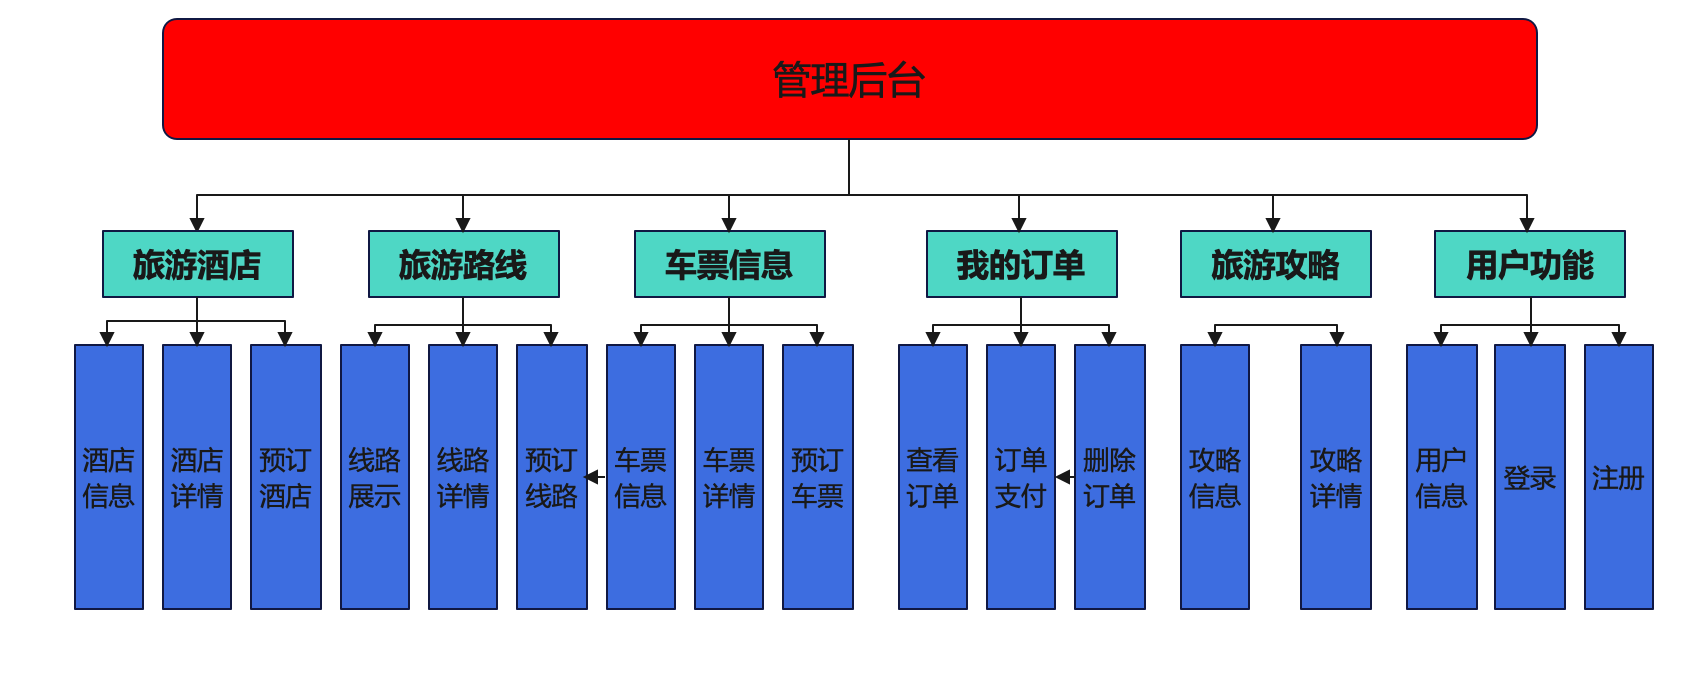 管理后台
旅游酒店
旅游路线
车票信息
我的订单
旅游攻略
用户功能
酒店
信息
酒店
详情
预订
酒店
线路
展示
线路
详情
预订
线路
车票
信息
车票
详情
预订
车票
查看
订单
订单
支付
删除
订单
攻略
信息
攻略
详情
用户
信息
登录
注册